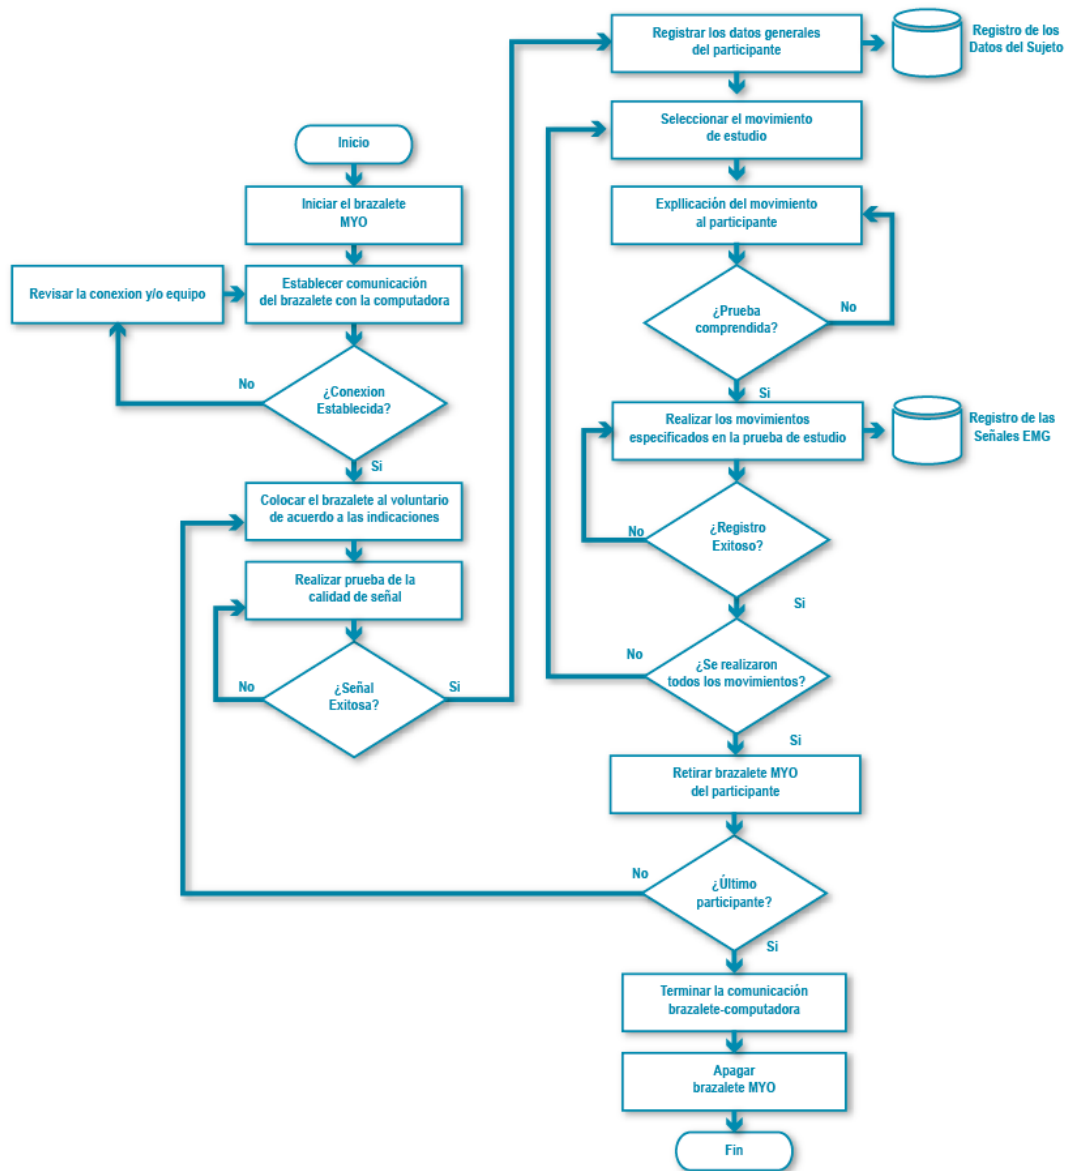 Inicio
Iniciar el brazalete
MYO
Establecer comunicación
del brazalete con la computadora
Revisar la conexion y/o equipo
¿Conexion
Establecida?
No
Si
Colocar el brazalete al voluntario
de acuerdo a las indicaciones
Realizar prueba de la
calidad de señal
¿Señal
Exitosa?
No
Si
Registrar los datos generales
del participante
Registro de los
Datos del Sujeto
Seleccionar el movimiento
de estudio
Expllicación del movimiento
al participante
¿Prueba
comprendida?
No
Si
Realizar los movimientos
especificados en la prueba de estudio
Registro de las
Señales EMG
¿Registro
Exitoso?
No
Si
¿Se realizaron
todos los movimientos?
No
Si
Retirar brazalete MYO
del participante
¿Último
participante?
No
Si
Terminar la comunicación
brazalete-computadora
Apagar
brazalete MYO
Fin